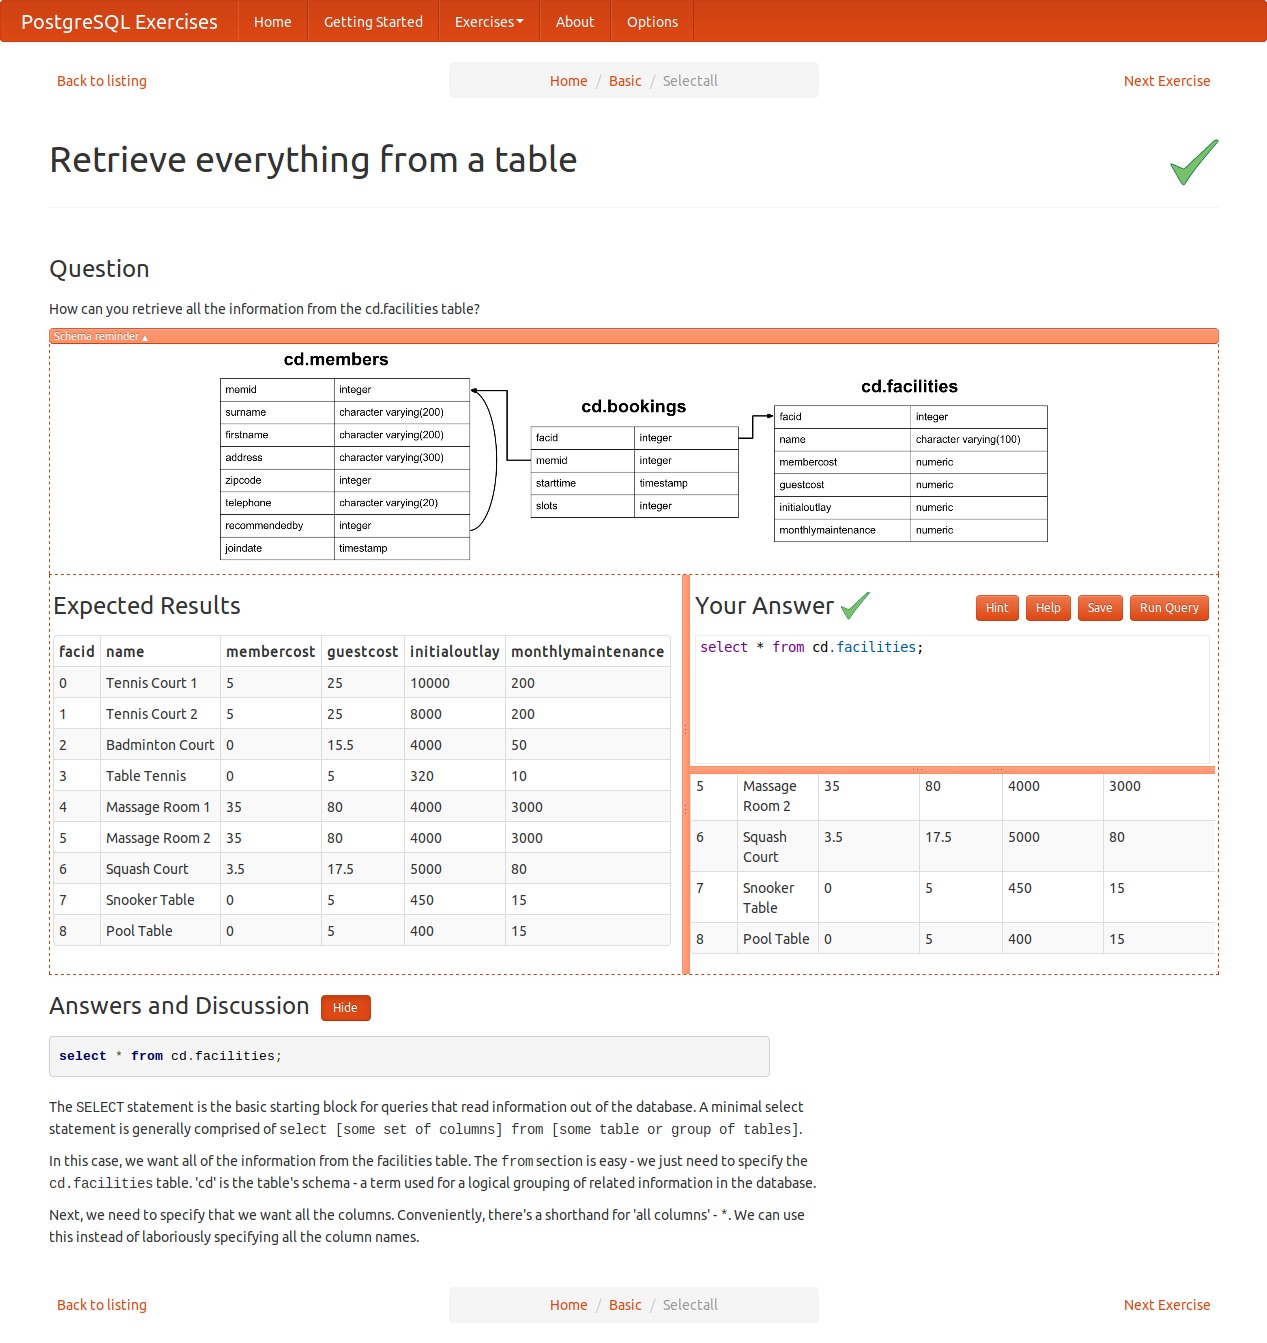 PostgreSQL Exercises Home Getting Started Exercises About Options
Back to listing Home / Basic / Selectall Next Exercise
Retrieve everything from a table
Question
How can you retrieve all the information from the cd.facilities table?
Schema reminder ▲
cd.members
memid integer
surname character varying(200)
firstname character varying(200)
address character varying(300)
zipcode integer
telephone character varying(20)
recommendedby integer
joindate timestamp
cd.bookings
facid integer
memid integer
starttime timestamp
slots integer
cd.facilities
facid integer
name character varying(100)
membercost numeric
guestcost numeric
initialoutlay numeric
monthlymaintenance numeric
Expected Results
facid name membercost guestcost initialoutlay monthlymaintenance
0 Tennis Court 1 5 25 10000 200
1 Tennis Court 2 5 25 8000 200
2 Badminton Court 0 15.5 4000 50
3 Table Tennis 0 5 320 10
4 Massage Room 1 35 80 4000 3000
5 Massage Room 2 35 80 4000 3000
6 Squash Court 3.5 17.5 5000 80
7 Snooker Table 0 5 450 15
8 Pool Table 0 5 400 15
Your Answer Hint Help Save Run Query
select * from cd.facilities;
5 Massage 35 80 4000 3000
Room 2
6 Squash 3.5 17.5 5000 80
Court
7 Snooker 0 5 450 15
Table
8 Pool Table 0 5 400 15
Answers and Discussion Hide
select * from cd.facilities;
The SELECT statement is the basic starting block for queries that read information out of the database. A minimal select
statement is generally comprised of select [some set of columns] from [some table or group of tables].
In this case, we want all of the information from the facilities table. The from section is easy - we just need to specify the
cd.facilities table. 'cd' is the table's schema - a term used for a logical grouping of related information in the database.
Next, we need to specify that we want all the columns. Conveniently, there's a shorthand for 'all columns' - *. We can use
this instead of laboriously specifying all the column names.
Back to listing Home / Basic / Selectall Next Exercise